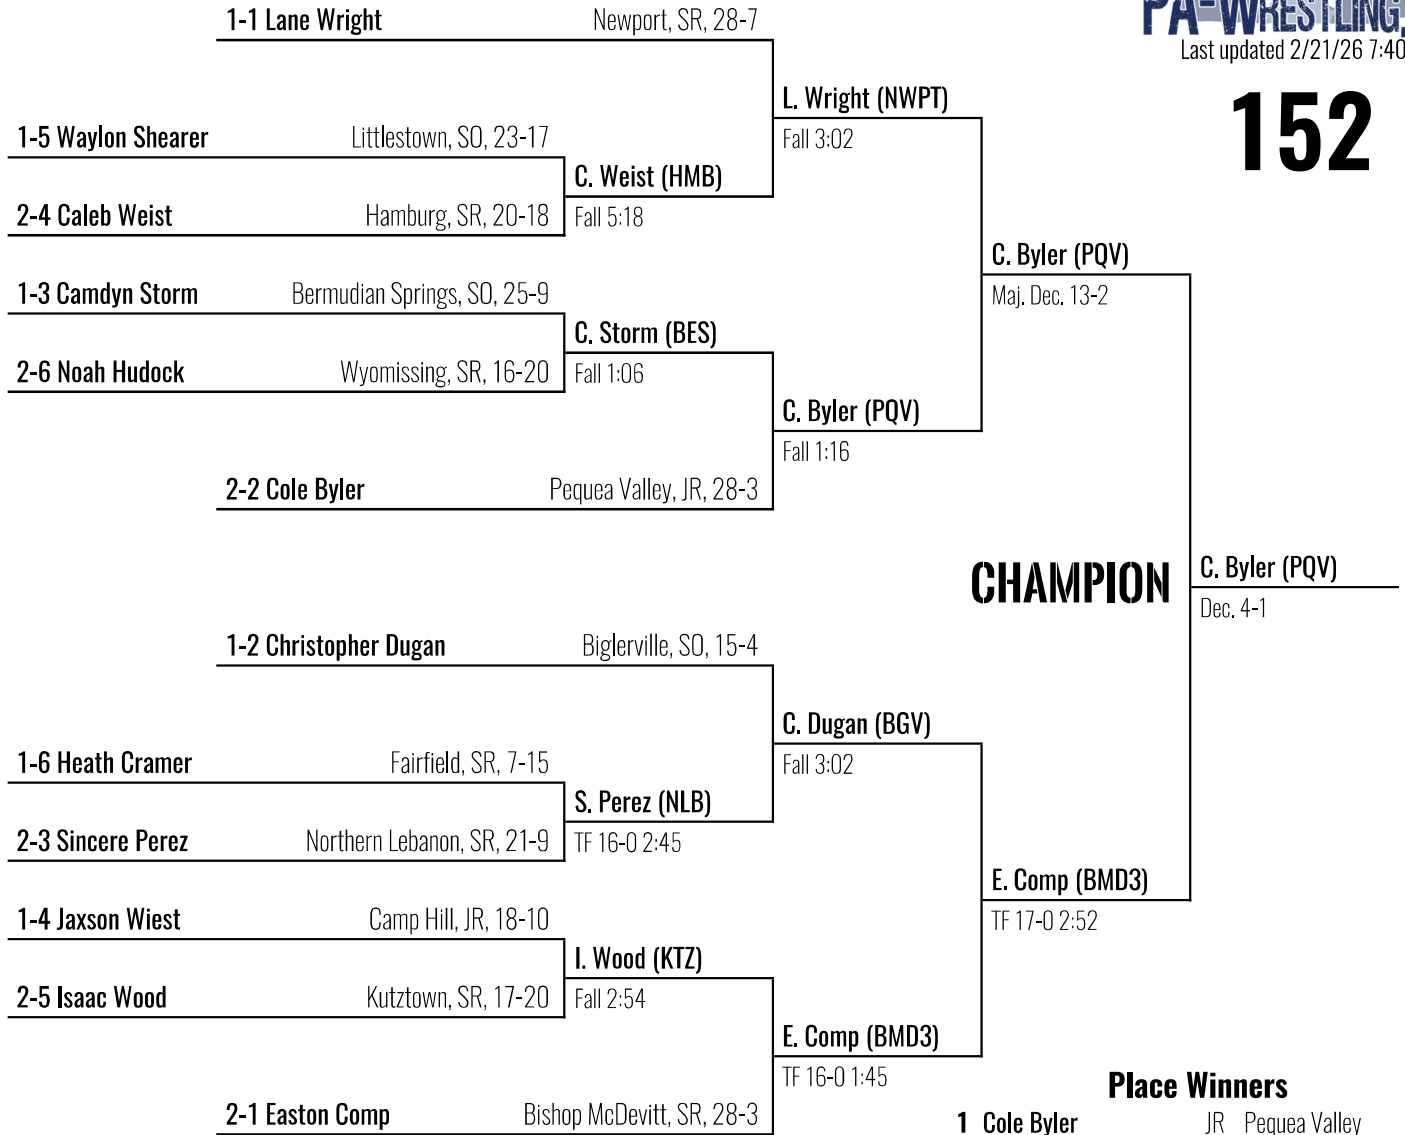 PA-WRESTLING.
Last updated 2/21/26 7:40
152
1-1 Lane Wright Newport, SR, 28-7
L. Wright (NWPT)
Fall 3:02
1-5 Waylon Shearer Littlestown, SO, 23-17
C. Weist (HMB)
Fall 5:18
2-4 Caleb Weist Hamburg, SR, 20-18
C. Byler (PQV)
Maj. Dec. 13-2
1-3 Camdyn Storm Bermudian Springs, SO, 25-9
C. Storm (BES)
Fall 1:06
2-6 Noah Hudock Wyomissing, SR, 16-20
C. Byler (PQV)
Fall 1:16
2-2 Cole Byler Pequea Valley, JR, 28-3
CHAMPION
C. Byler (PQV)
Dec. 4-1
1-2 Christopher Dugan Biglerville, SO, 15-4
C. Dugan (BGV)
Fall 3:02
1-6 Heath Cramer Fairfield, SR, 7-15
S. Perez (NLB)
TF 16-0 2:45
2-3 Sincere Perez Northern Lebanon, SR, 21-9
E. Comp (BMD3)
TF 17-0 2:52
1-4 Jaxson Wiest Camp Hill, JR, 18-10
I. Wood (KTZ)
Fall 2:54
2-5 Isaac Wood Kutztown, SR, 17-20
E. Comp (BMD3)
TF 16-0 1:45
2-1 Easton Comp Bishop McDevitt, SR, 28-3
Place Winners
1 Cole Byler JR Pequea Valley